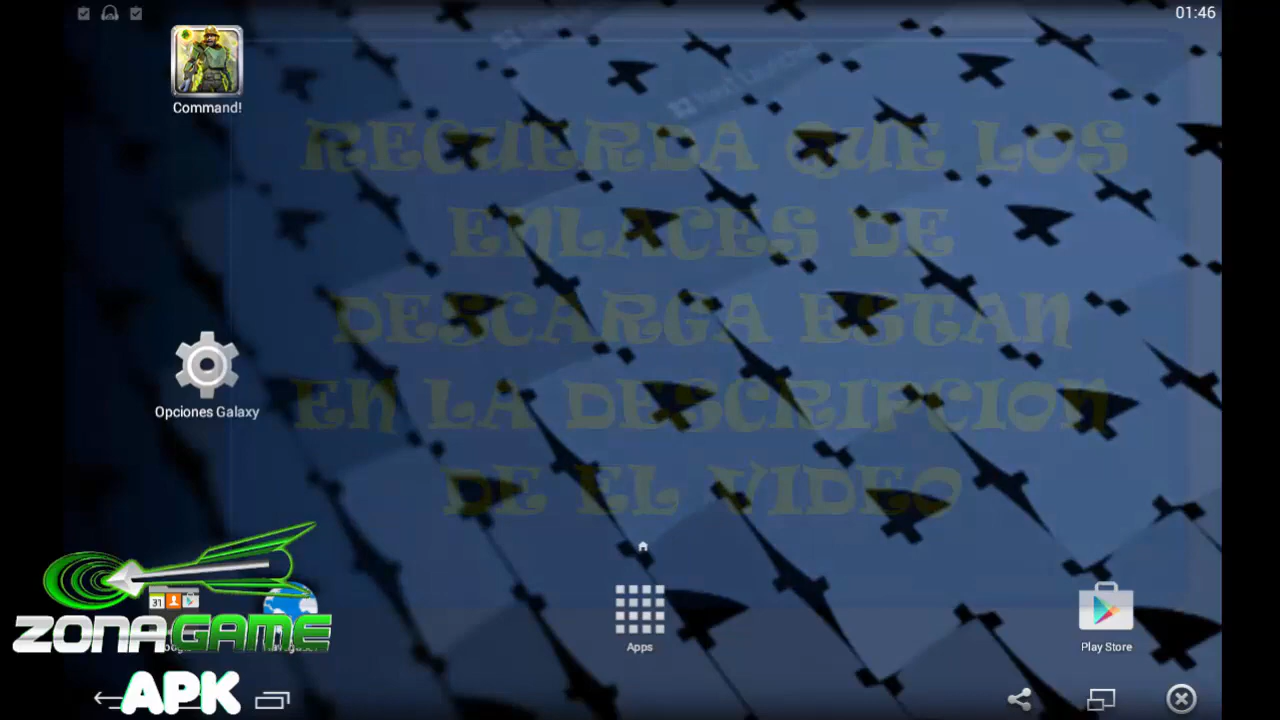 01:46
Command!
RECUERDA QUE LOS
ENLACES DE
DESCARGA ESTAN
EN LA DESCRIPCION
DE EL VIDEO
Opciones Galaxy
31
ZONAGAME
APK
Apps
Play Store